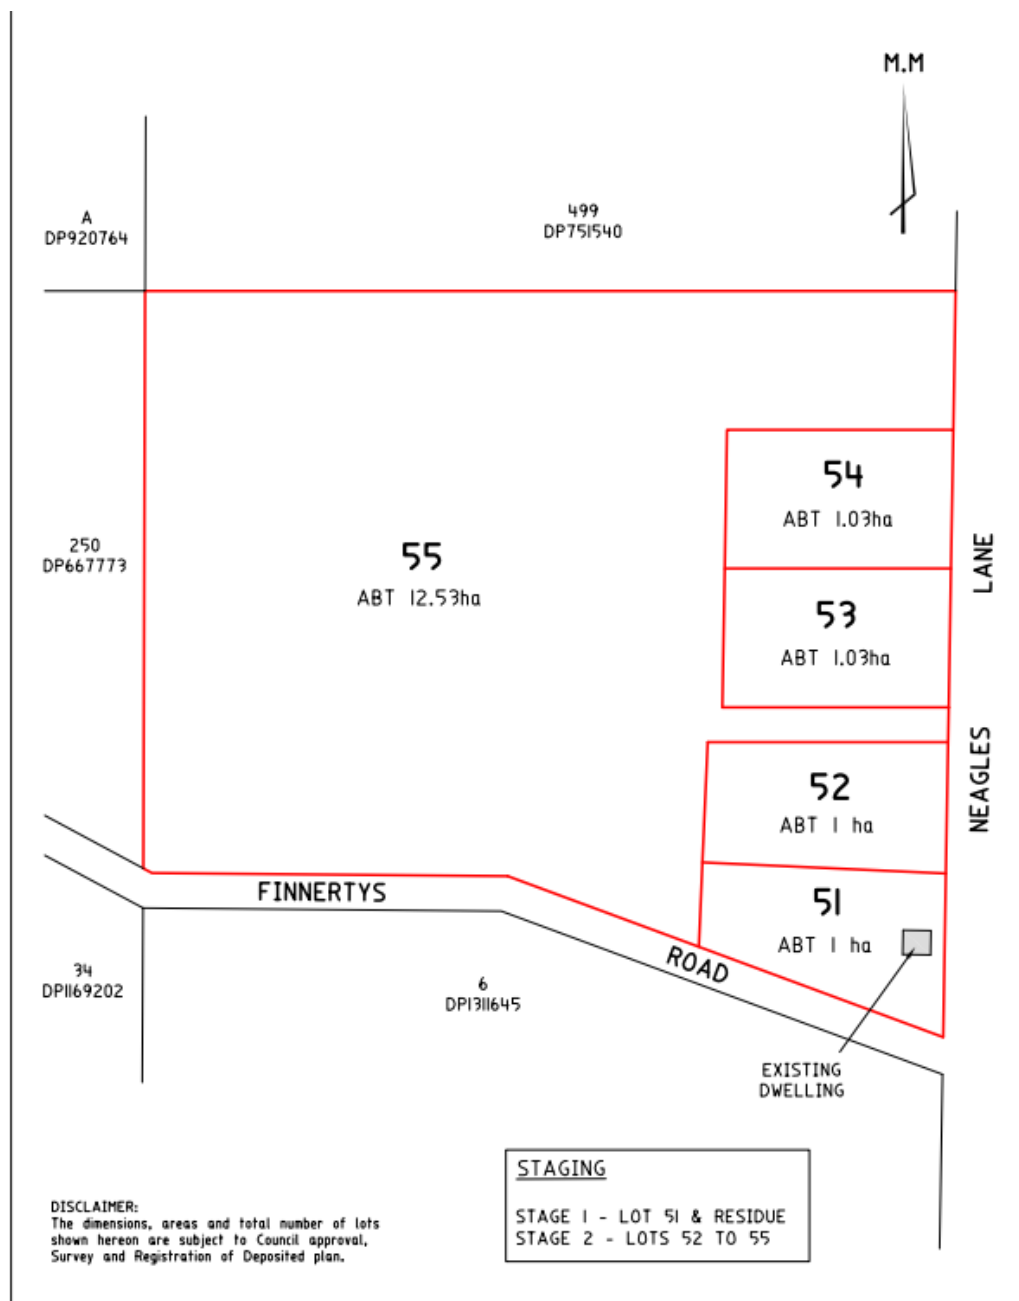 M.M
A
DP920764
499
DP751540
54
ABT 1.03ha
250
DP667773
55
ABT 12.53ha
LANE
53
ABT 1.03ha
NEAGLES
52
ABT 1 ha
FINNERTYS
51
ABT 1 ha
ROAD
34
DP1169202
6
DP1311645
EXISTING
DWELLING
STAGING
STAGE 1 - LOT 51 & RESIDUE
STAGE 2 - LOTS 52 TO 55
DISCLAIMER:
The dimensions, areas and total number of lots
shown hereon are subject to Council approval,
Survey and Registration of Deposited plan.